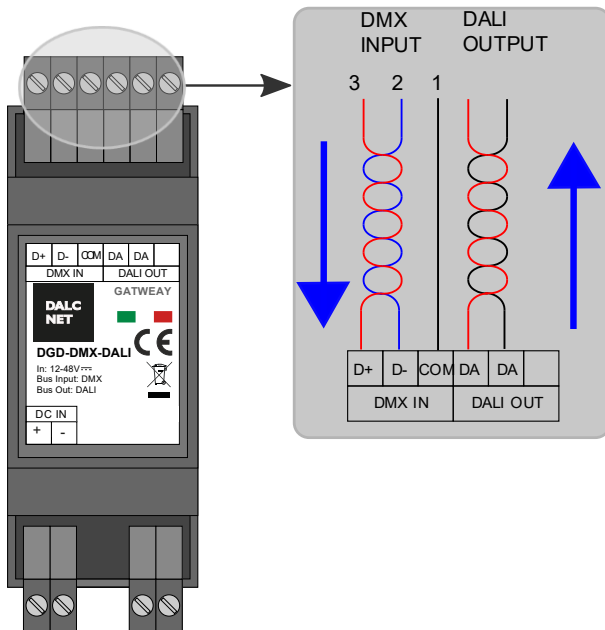 DMX DALI
INPUT OUTPUT
3 2 1
D+ D- COM DA DA
DMX IN DALI OUT
D+ D- COM DA DA
DMX IN DALI OUT
DALC
NET
GATWEAY
DGD-DMX-DALI
CE
In: 12-48V⎓
Bus Input: DMX
Bus Out: DALI
DC IN
+ -